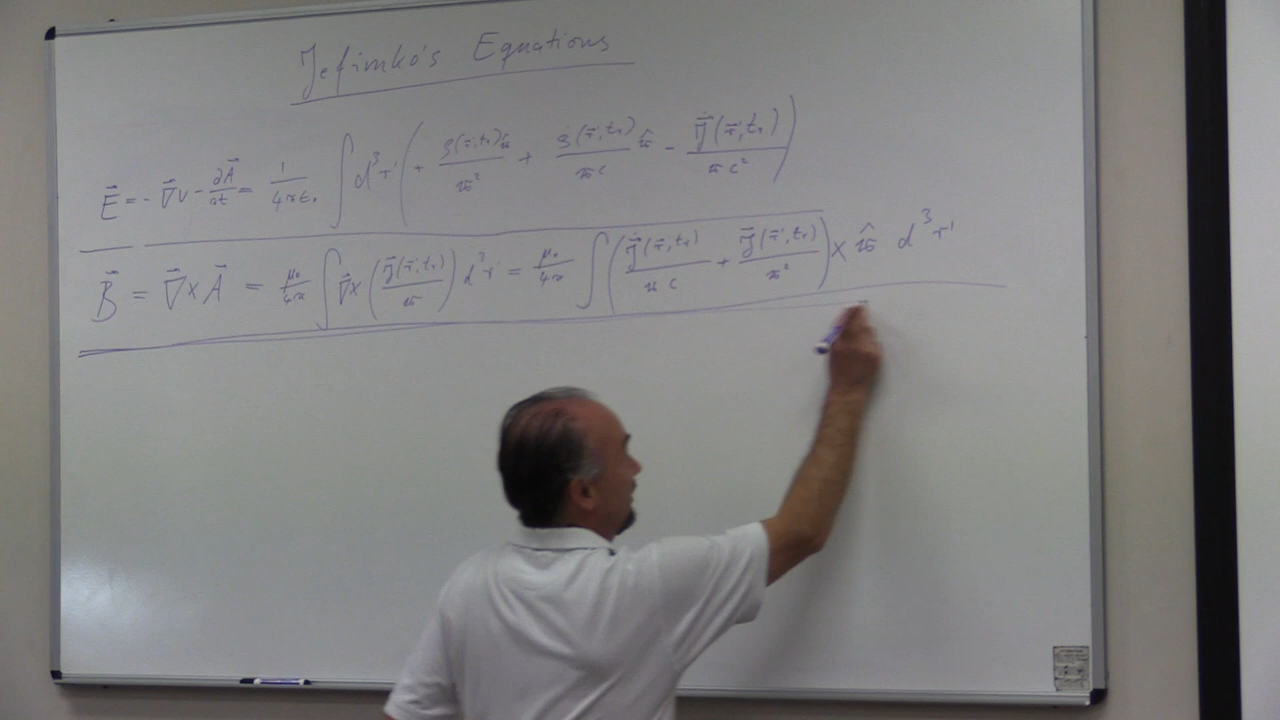 Jefimko's Equations
E⃗ = - ∇⃗V - ∂A⃗/∂t = 1/4πε₀ ∫ d³r' ( + ρ(r⃗', tᵣ) 𝓇̂ / 𝓇² + ρ̇(r⃗', tᵣ) 𝓇̂ / 𝓇c - J⃗̇(r⃗', tᵣ) / 𝓇c² )
B⃗ = ∇⃗ × A⃗ = μ₀/4π ∫ ∇⃗ × ( J⃗(r⃗', tᵣ) / 𝓇 ) d³r' = μ₀/4π ∫ ( J⃗̇(r⃗', tᵣ) / 𝓇c + J⃗(r⃗', tᵣ) / 𝓇² ) × 𝓇̂ d³r'